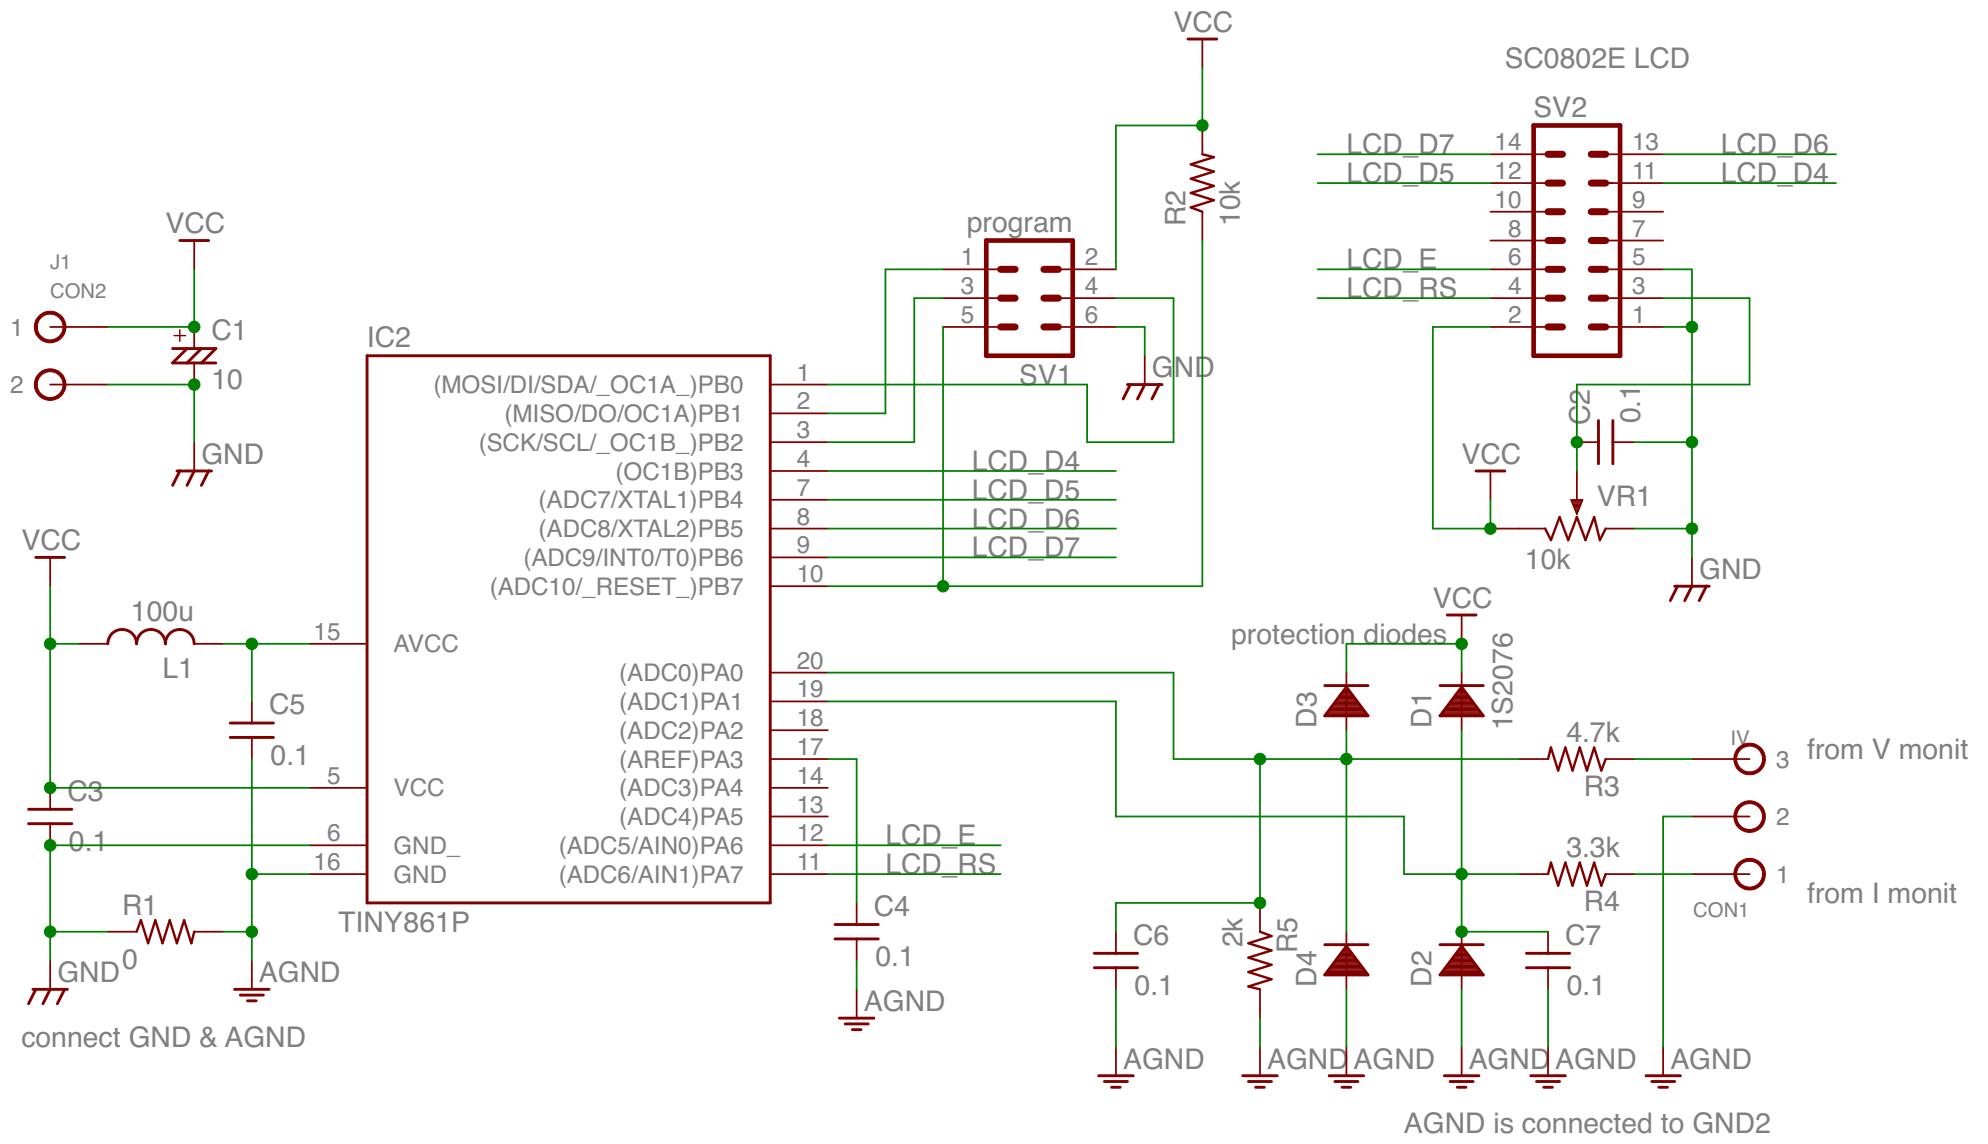 VCC
SC0802E LCD
SV2
LCD_D7 14 13 LCD_D6
LCD_D5 12 11 LCD_D4
10 9
8 7
LCD_E 6 5
LCD_RS 4 3
2 1
R2
10k
program
1 2
3 4
5 6
SV1
GND
VCC
J1
CON2
1
2
+
C1
10
GND
IC2
(MOSI/DI/SDA/_OC1A_)PB0 1
(MISO/DO/OC1A)PB1 2
(SCK/SCL/_OC1B_)PB2 3
(OC1B)PB3 4 LCD_D4
(ADC7/XTAL1)PB4 7 LCD_D5
(ADC8/XTAL2)PB5 8 LCD_D6
(ADC9/INT0/T0)PB6 9 LCD_D7
(ADC10/_RESET_)PB7 10
C2
0.1
VCC
VR1
10k
GND
VCC
100u
L1
15 AVCC
C5
0.1
C3
0.1
5 VCC
6 GND_
16 GND
R1
0
GND
AGND
connect GND & AGND
(ADC0)PA0 20
(ADC1)PA1 19
(ADC2)PA2 18
(AREF)PA3 17
(ADC3)PA4 14
(ADC4)PA5 13
(ADC5/AIN0)PA6 12 LCD_E
(ADC6/AIN1)PA7 11 LCD_RS
TINY861P
C4
0.1
AGND
VCC
protection diodes
D3
D1
1S2076
4.7k
R3
IV
3 from V monit
2
3.3k
R4
1 from I monit
CON1
C6
0.1
2k
R5
D4
D2
C7
0.1
AGND AGND AGND AGND AGND AGND
AGND is connected to GND2